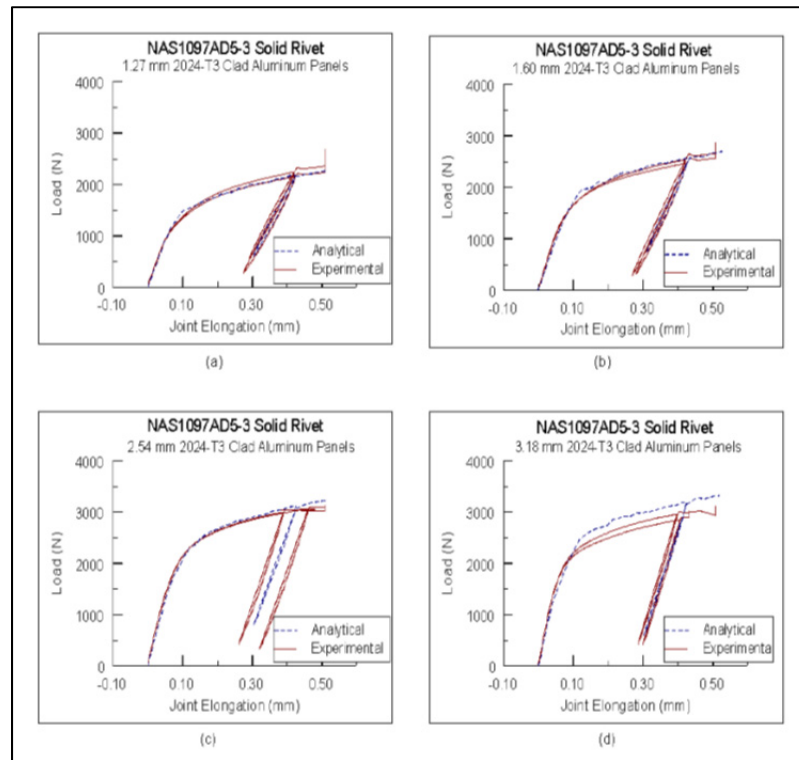 NAS1097AD5-3 Solid Rivet
1.27 mm 2024-T3 Clad Aluminum Panels
4000
3000
2000
1000
0
Load (N)
-0.10 0.10 0.30 0.50
Joint Elongation (mm)
Analytical
Experimental
(a)
NAS1097AD5-3 Solid Rivet
1.60 mm 2024-T3 Clad Aluminum Panels
4000
3000
2000
1000
0
Load (N)
-0.10 0.10 0.30 0.50
Joint Elongation (mm)
Analytical
Experimental
(b)
NAS1097AD5-3 Solid Rivet
2.54 mm 2024-T3 Clad Aluminum Panels
4000
3000
2000
1000
0
Load (N)
-0.10 0.10 0.30 0.50
Joint Elongation (mm)
Analytical
Experimental
(c)
NAS1097AD5-3 Solid Rivet
3.18 mm 2024-T3 Clad Aluminum Panels
4000
3000
2000
1000
0
Load (N)
-0.10 0.10 0.30 0.50
Joint Elongation (mm)
Analytical
Experimenta
(d)